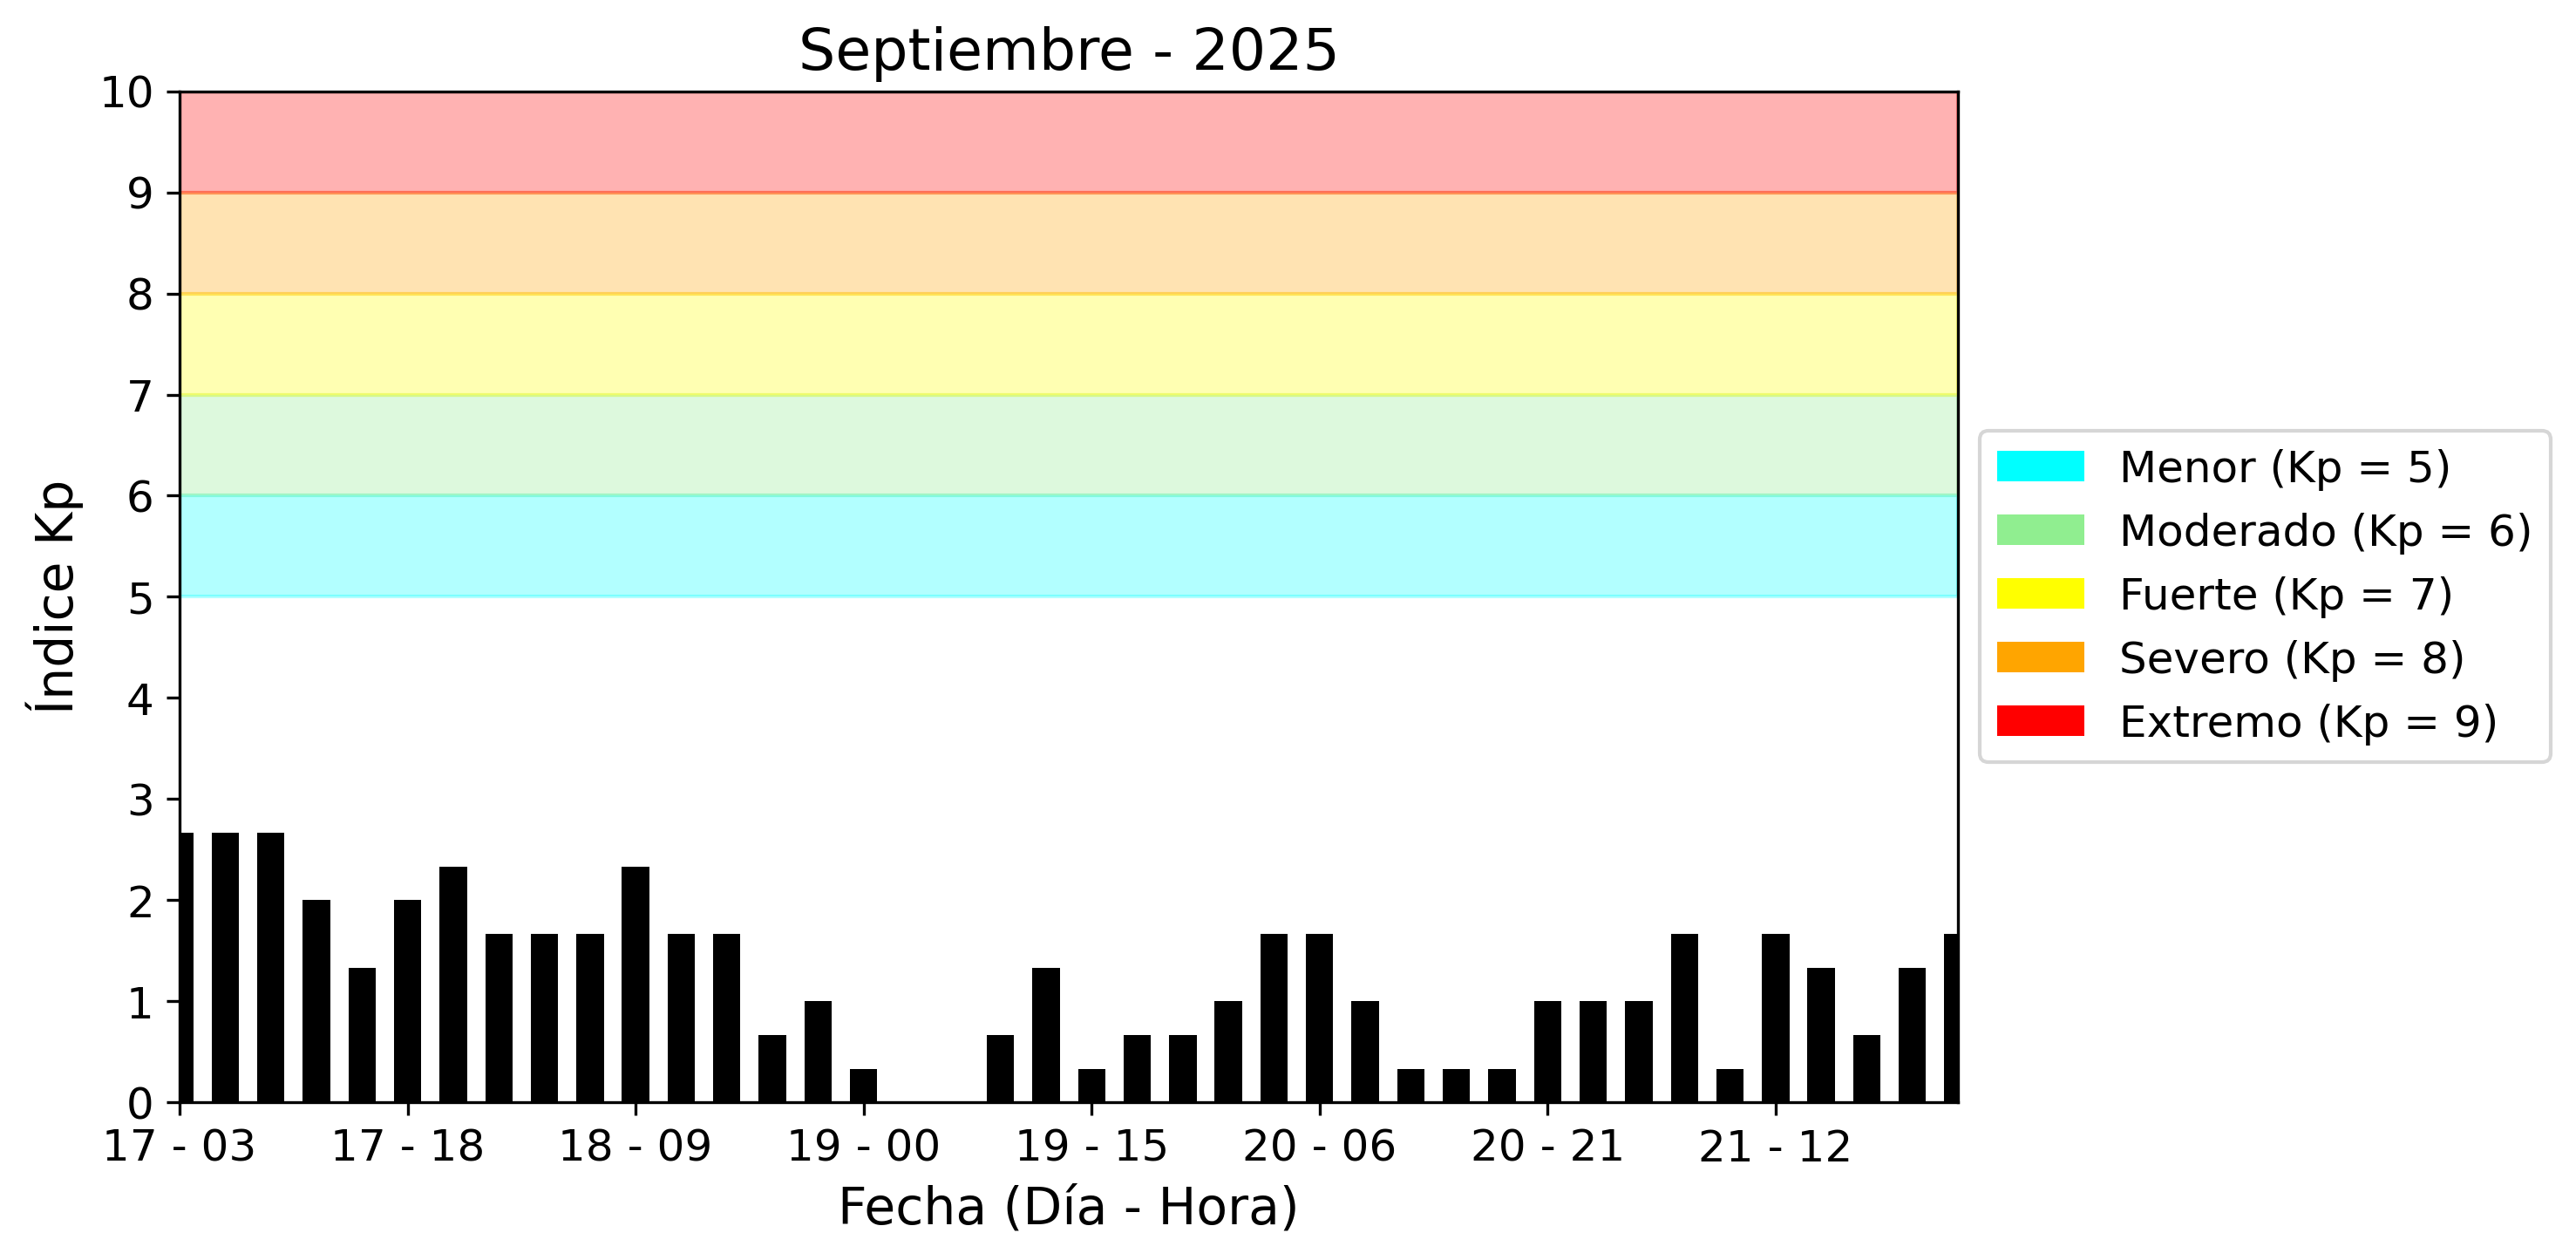 Septiembre - 2025
10
9
8
7
6
5
4
3
2
1
0
Índice Kp
17 - 03
17 - 18
18 - 09
19 - 00
19 - 15
20 - 06
20 - 21
21 - 12
Fecha (Día - Hora)
Menor (Kp = 5)
Moderado (Kp = 6)
Fuerte (Kp = 7)
Severo (Kp = 8)
Extremo (Kp = 9)